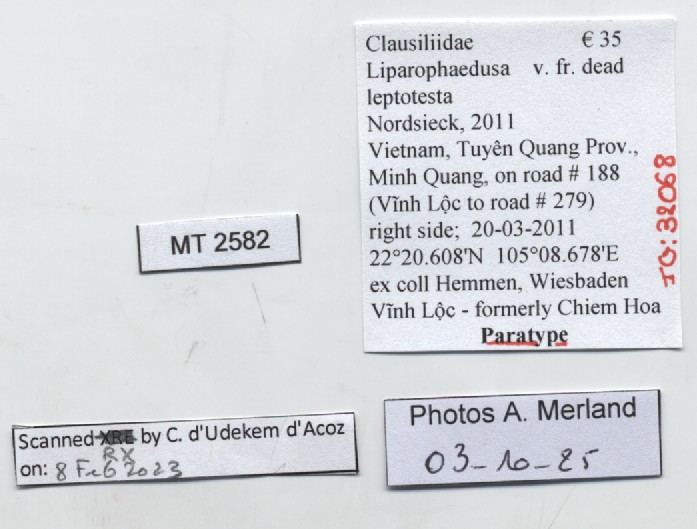 Clausiliidae € 35
Liparophaedusa v. fr. dead
leptotesta
Nordsieck, 2011
Vietnam, Tuyên Quang Prov.,
Minh Quang, on road # 188
(Vĩnh Lộc to road # 279)
right side; 20-03-2011
22°20.608'N 105°08.678'E
ex coll Hemmen, Wiesbaden
Vĩnh Lộc - formerly Chiem Hoa
Paratype
IG: 32068
MT 2582
Scanned XRE by C. d'Udekem d'Acoz
RX
on: 8 Feb 2023
Photos A. Merland
03-10-25